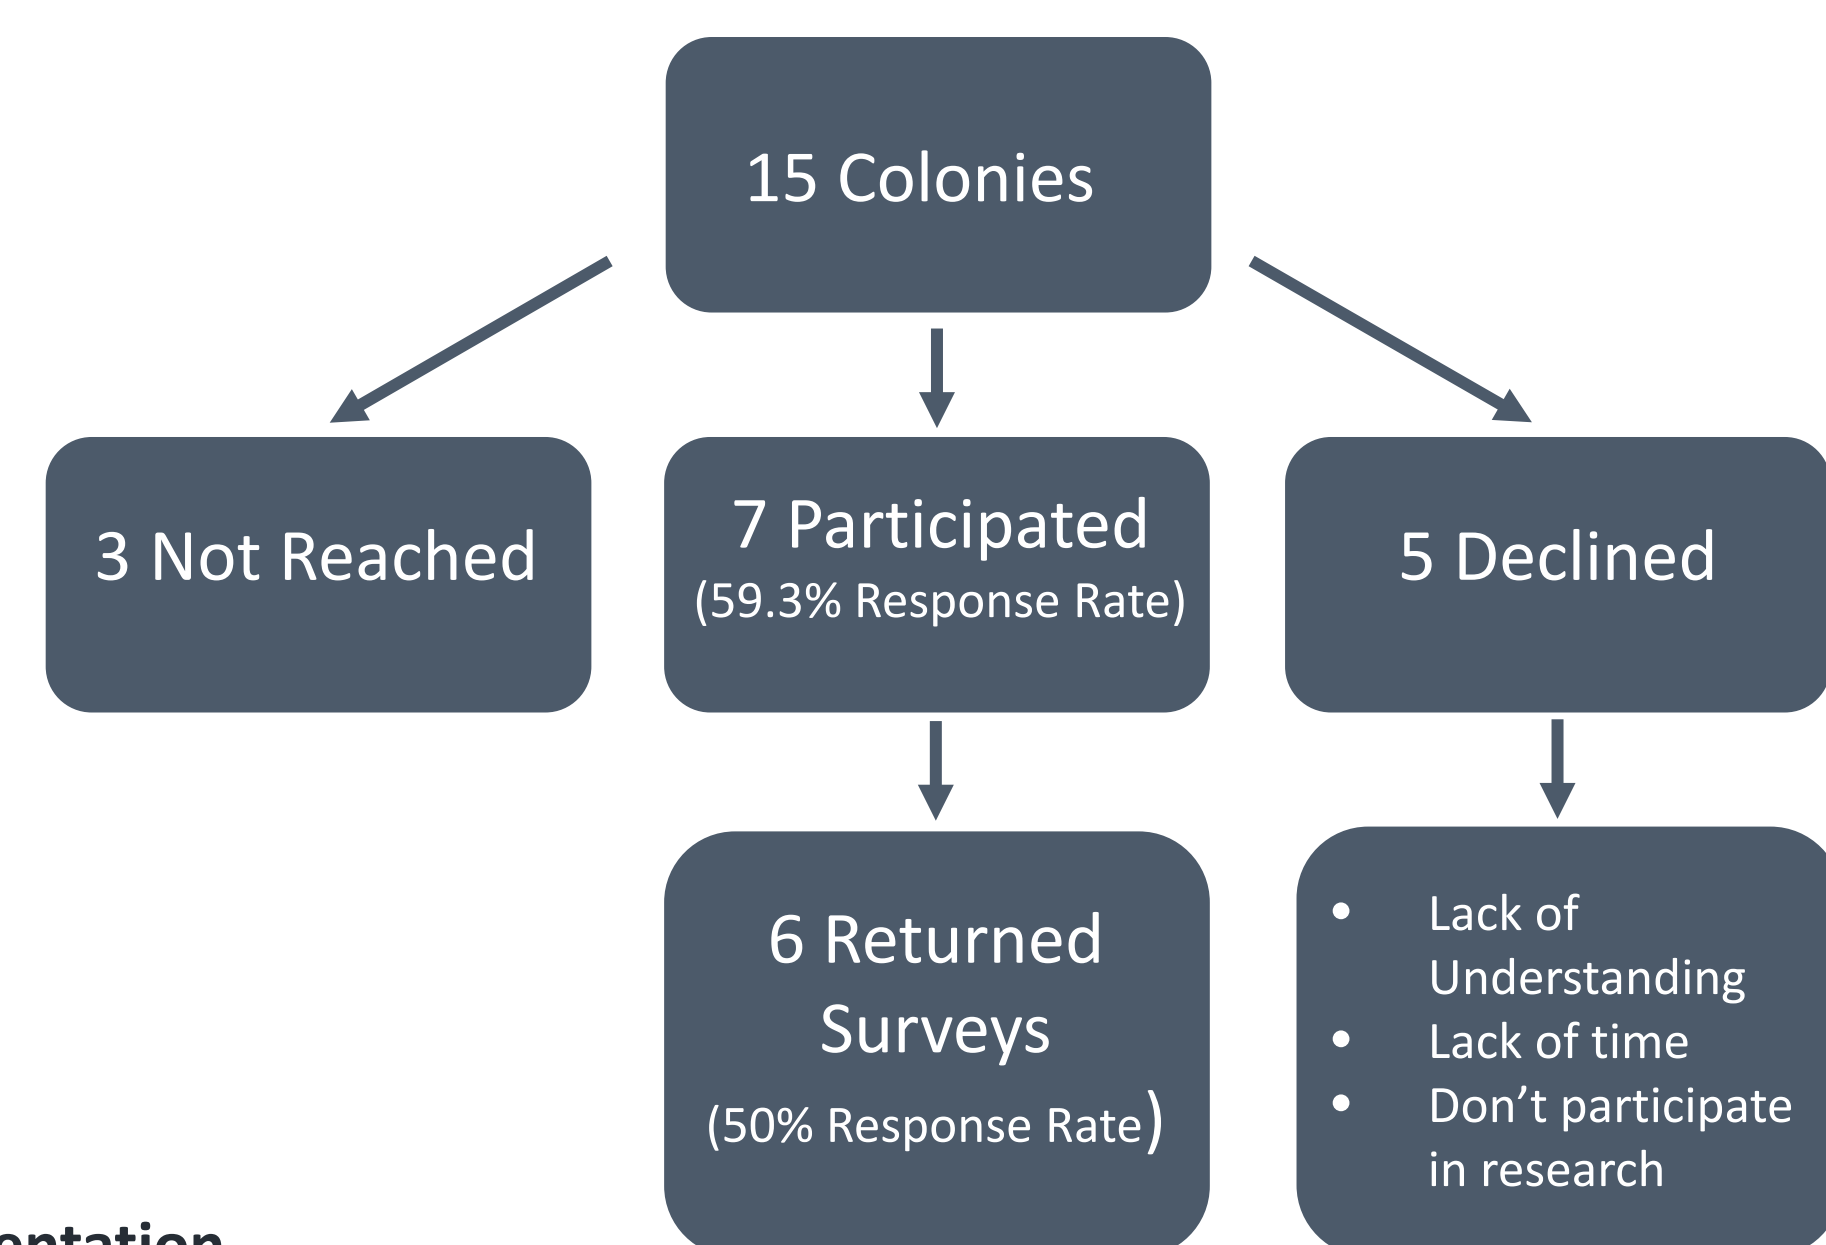 15 Colonies
3 Not Reached
7 Participated
(59.3% Response Rate)
5 Declined
6 Returned
Surveys
(50% Response Rate)
• Lack of
Understanding
• Lack of time
• Don’t participate
in research